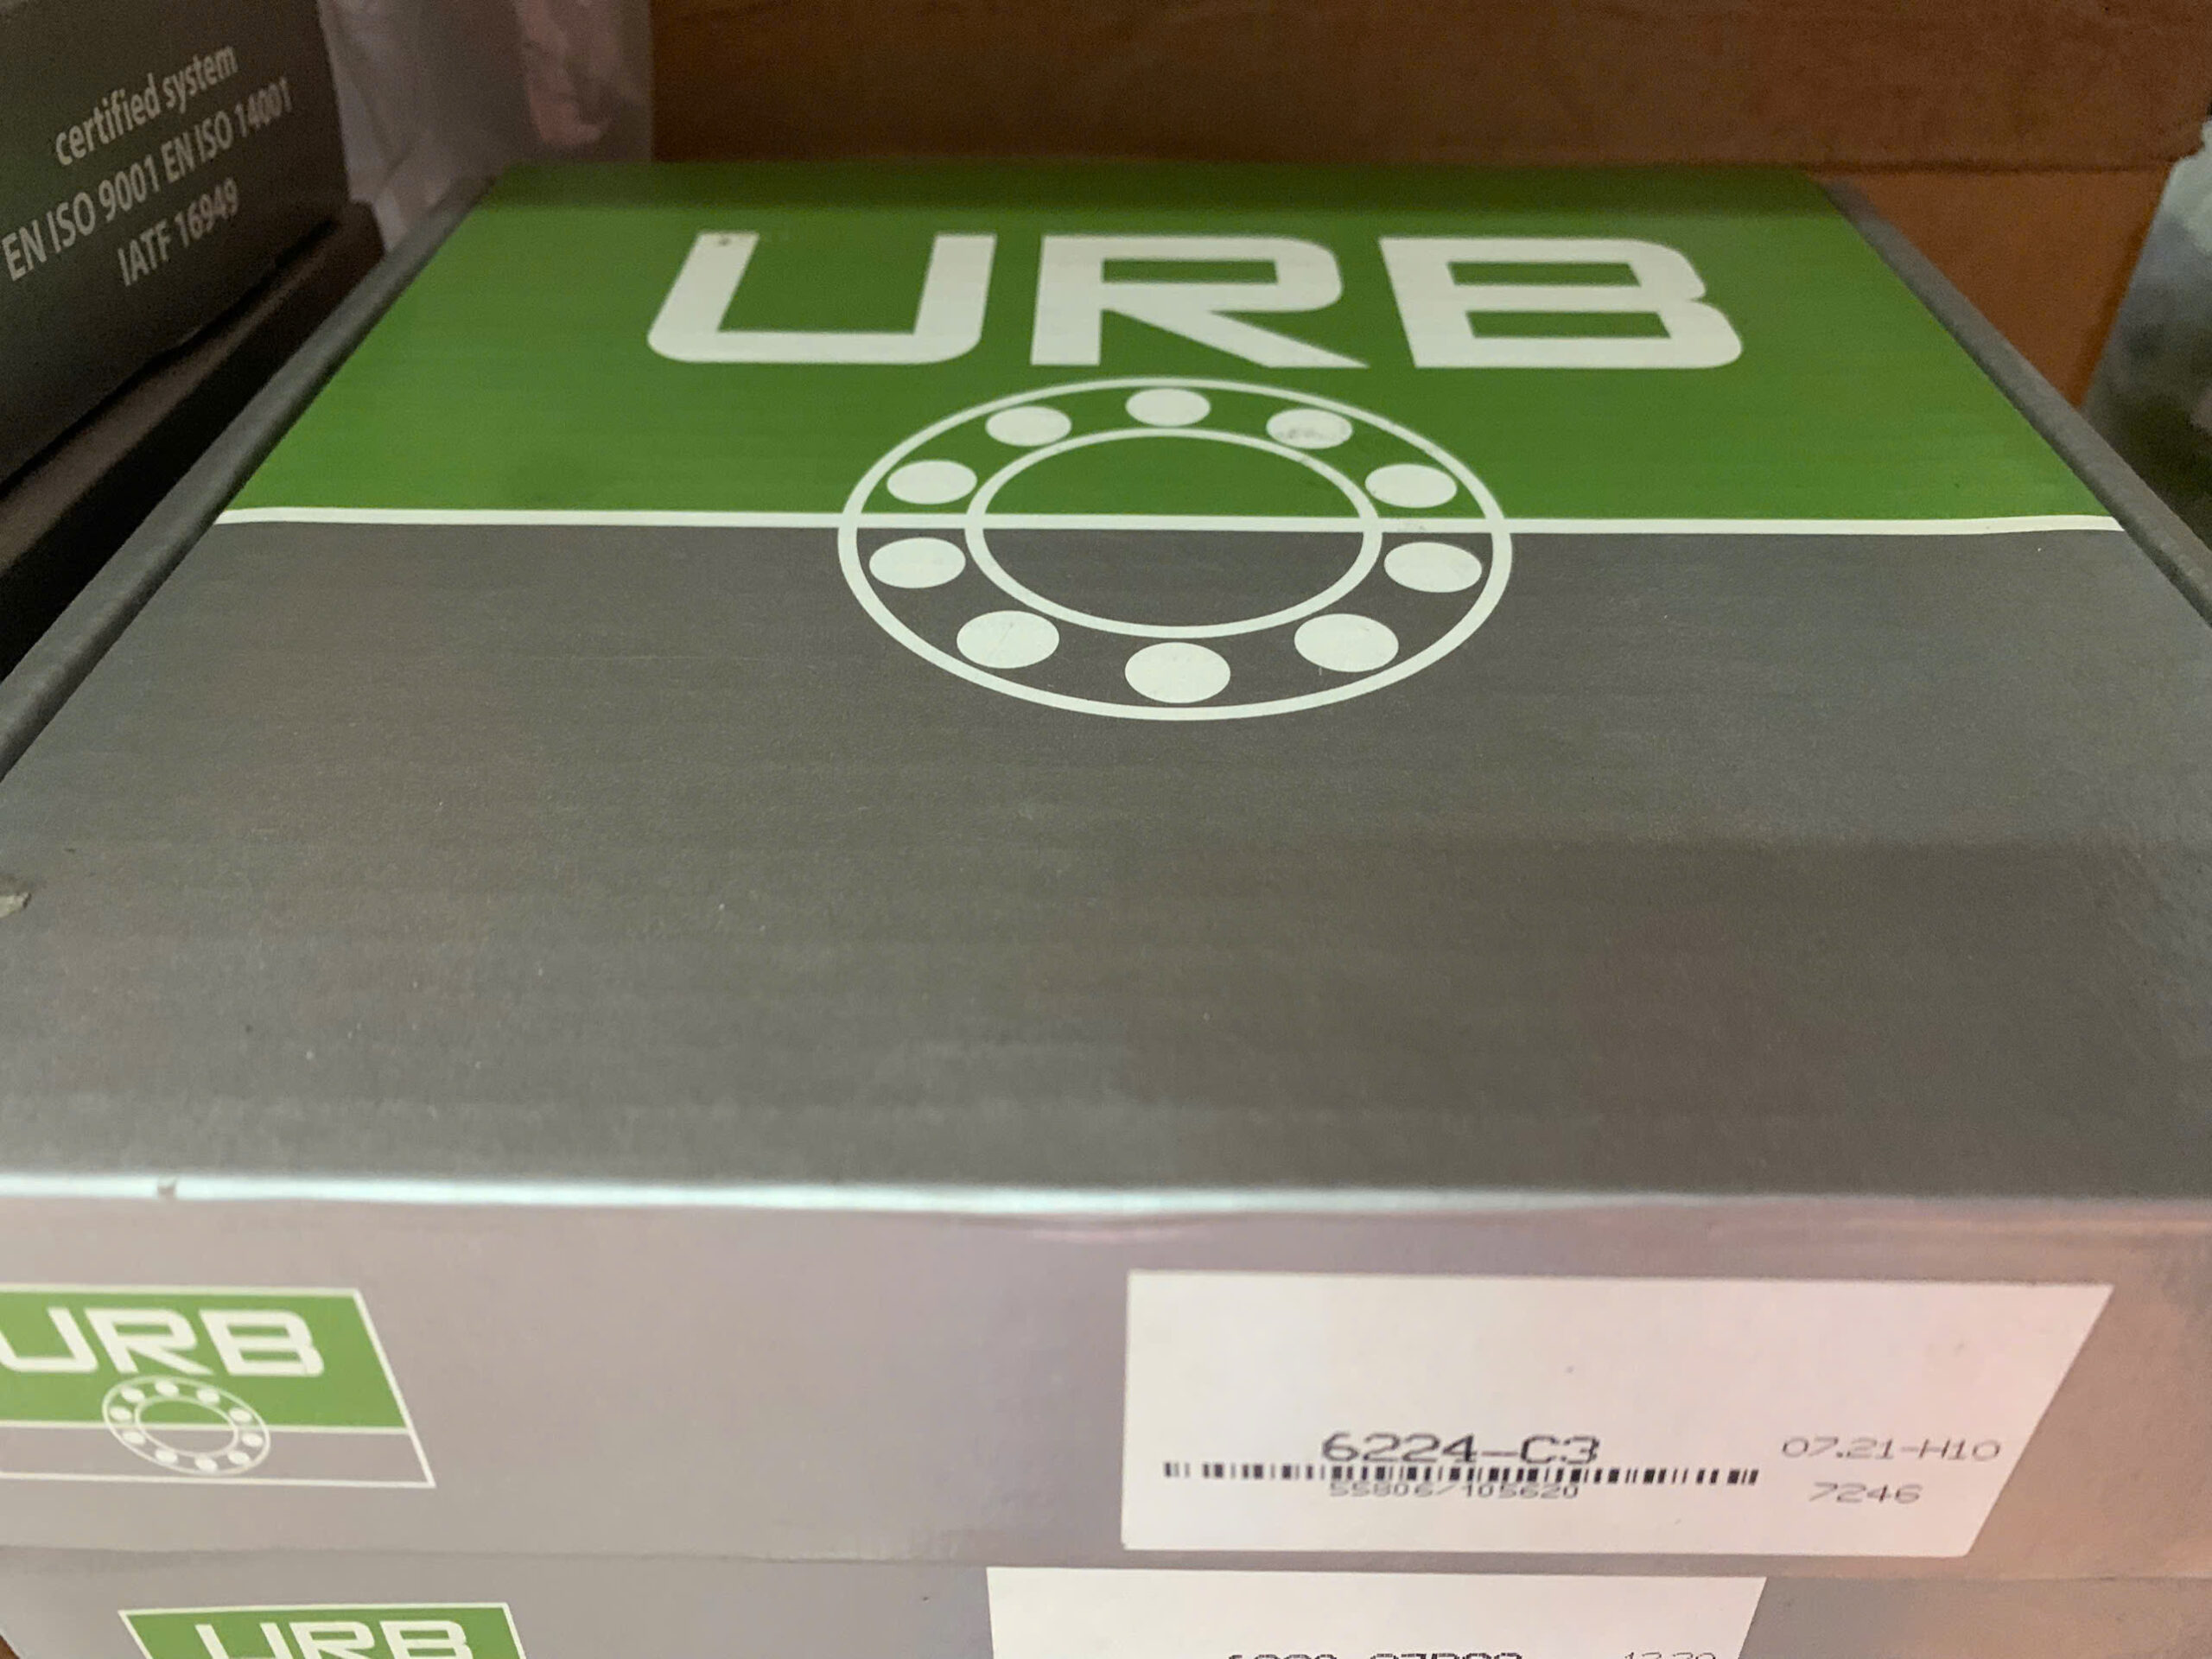 certified system
EN ISO 9001 EN ISO 14001
IATF 16949
URB
URB
6224-C3
07.21-H10
55806/105620
7246
URB